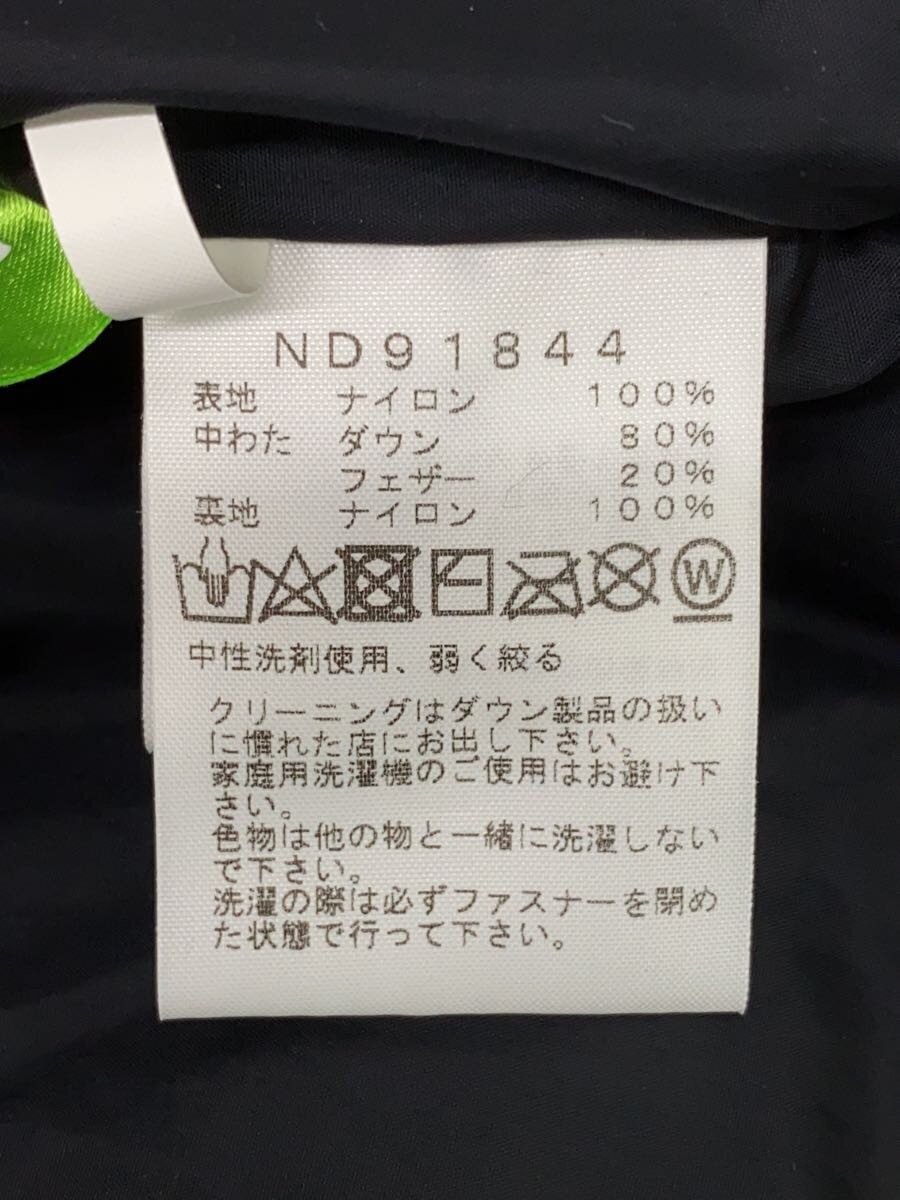 ND91844
表地 ナイロン 100%
中わた ダウン 80%
フェザー 20%
裏地 ナイロン 100%
W
中性洗剤使用、弱く絞る
クリーニングはダウン製品の扱い
に慣れた店にお出し下さい。
家庭用洗濯機のご使用はお避け下
さい。
色物は他の物と一緒に洗濯しない
で下さい。
洗濯の際は必ずファスナーを閉め
た状態で行って下さい。